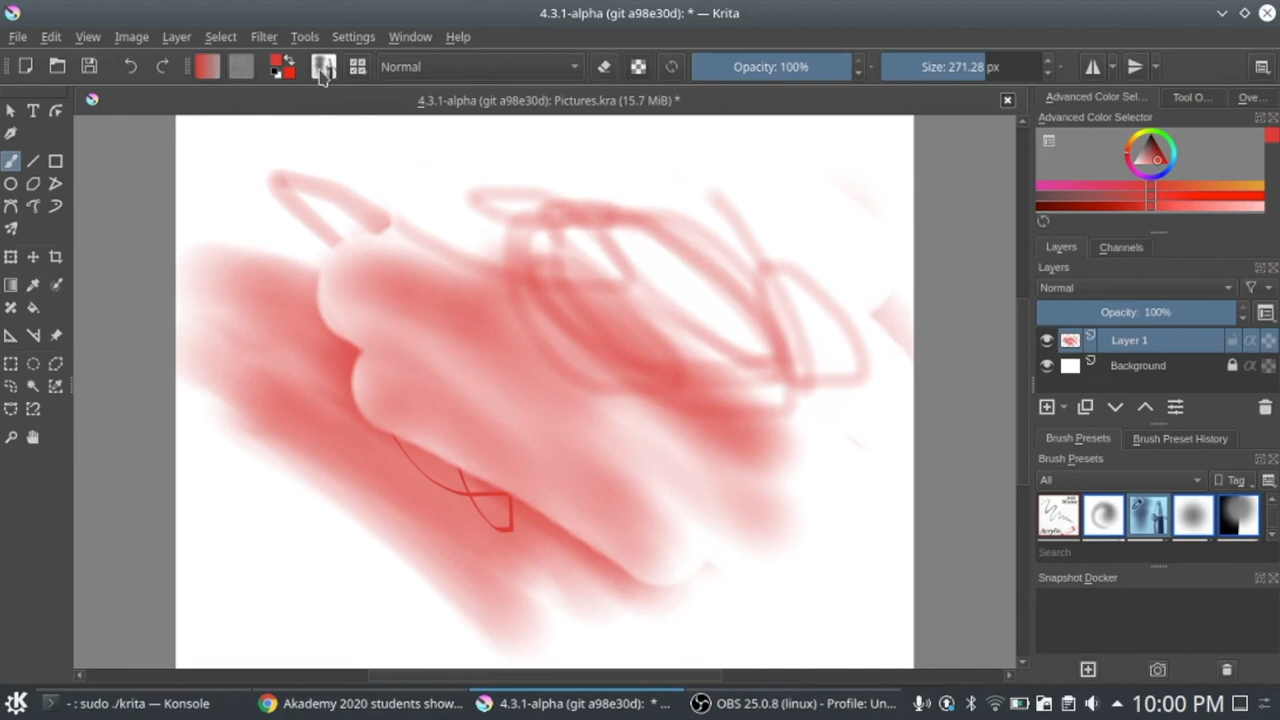 4.3.1-alpha (git a98e30d): * — Krita
File Edit View Image Layer Select Filter Tools Settings Window Help
Normal Opacity: 100% Size: 271.28 px
4.3.1-alpha (git a98e30d): Pictures.kra (15.7 MiB) *
Advanced Color Sel... Tool O... Ove...
Advanced Color Selector
Layers Channels
Layers
Normal
Opacity: 100%
Layer 1
Background
Brush Presets Brush Preset History
Brush Presets
All Tag
Search
Snapshot Docker
- : sudo ./krita — Konsole Akademy 2020 students show... 4.3.1-alpha (git a98e30d): * ... OBS 25.0.8 (linux) - Profile: Un... 10:00 PM